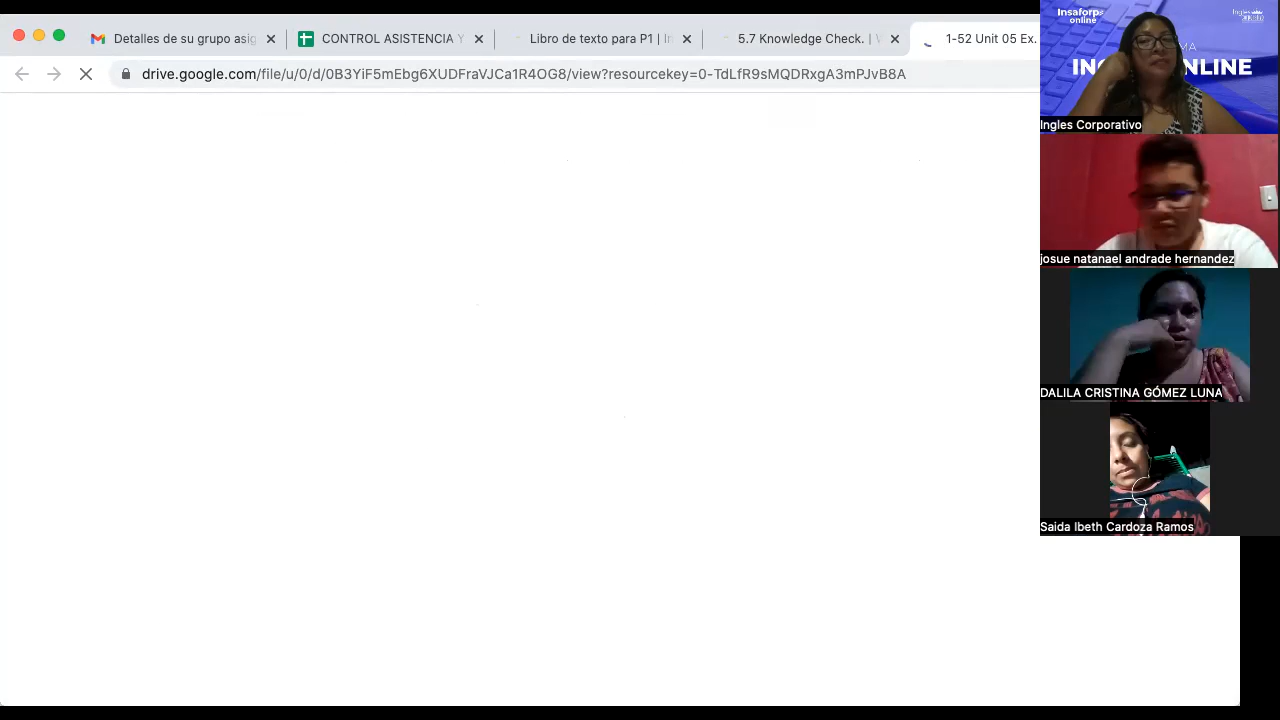 Detalles de su grupo asig
CONTROL ASISTENCIA Y
Libro de texto para P1 | In
5.7 Knowledge Check. | V
1-52 Unit 05 Ex.
drive.google.com/file/u/0/d/0B3YiF5mEbg6XUDFraVJCa1R4OG8/view?resourcekey=0-TdLfR9sMQDRxgA3mPJvB8A
Insaforp
online
Ingles Corporativo
josue natanael andrade hernandez
DALILA CRISTINA GÓMEZ LUNA
Saida Ibeth Cardoza Ramos